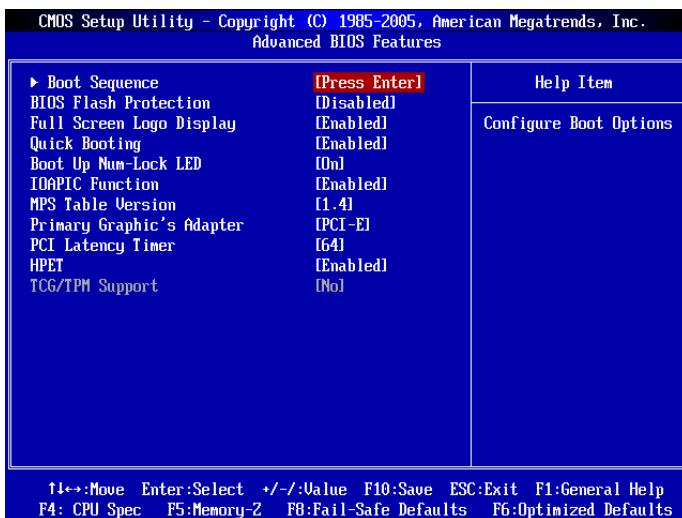 CMOS Setup Utility - Copyright (C) 1985-2005, American Megatrends, Inc.
Advanced BIOS Features
▶ Boot Sequence [Press Enter]
BIOS Flash Protection [Disabled]
Full Screen Logo Display [Enabled]
Quick Booting [Enabled]
Boot Up Num-Lock LED [On]
IOAPIC Function [Enabled]
MPS Table Version [1.4]
Primary Graphic's Adapter [PCI-E]
PCI Latency Timer [64]
HPET [Enabled]
TCG/TPM Support [No]
Help Item
Configure Boot Options
↑↓↔:Move Enter:Select +/-/:Value F10:Save ESC:Exit F1:General Help
F4: CPU Spec F5:Memory-Z F8:Fail-Safe Defaults F6:Optimized Defaults